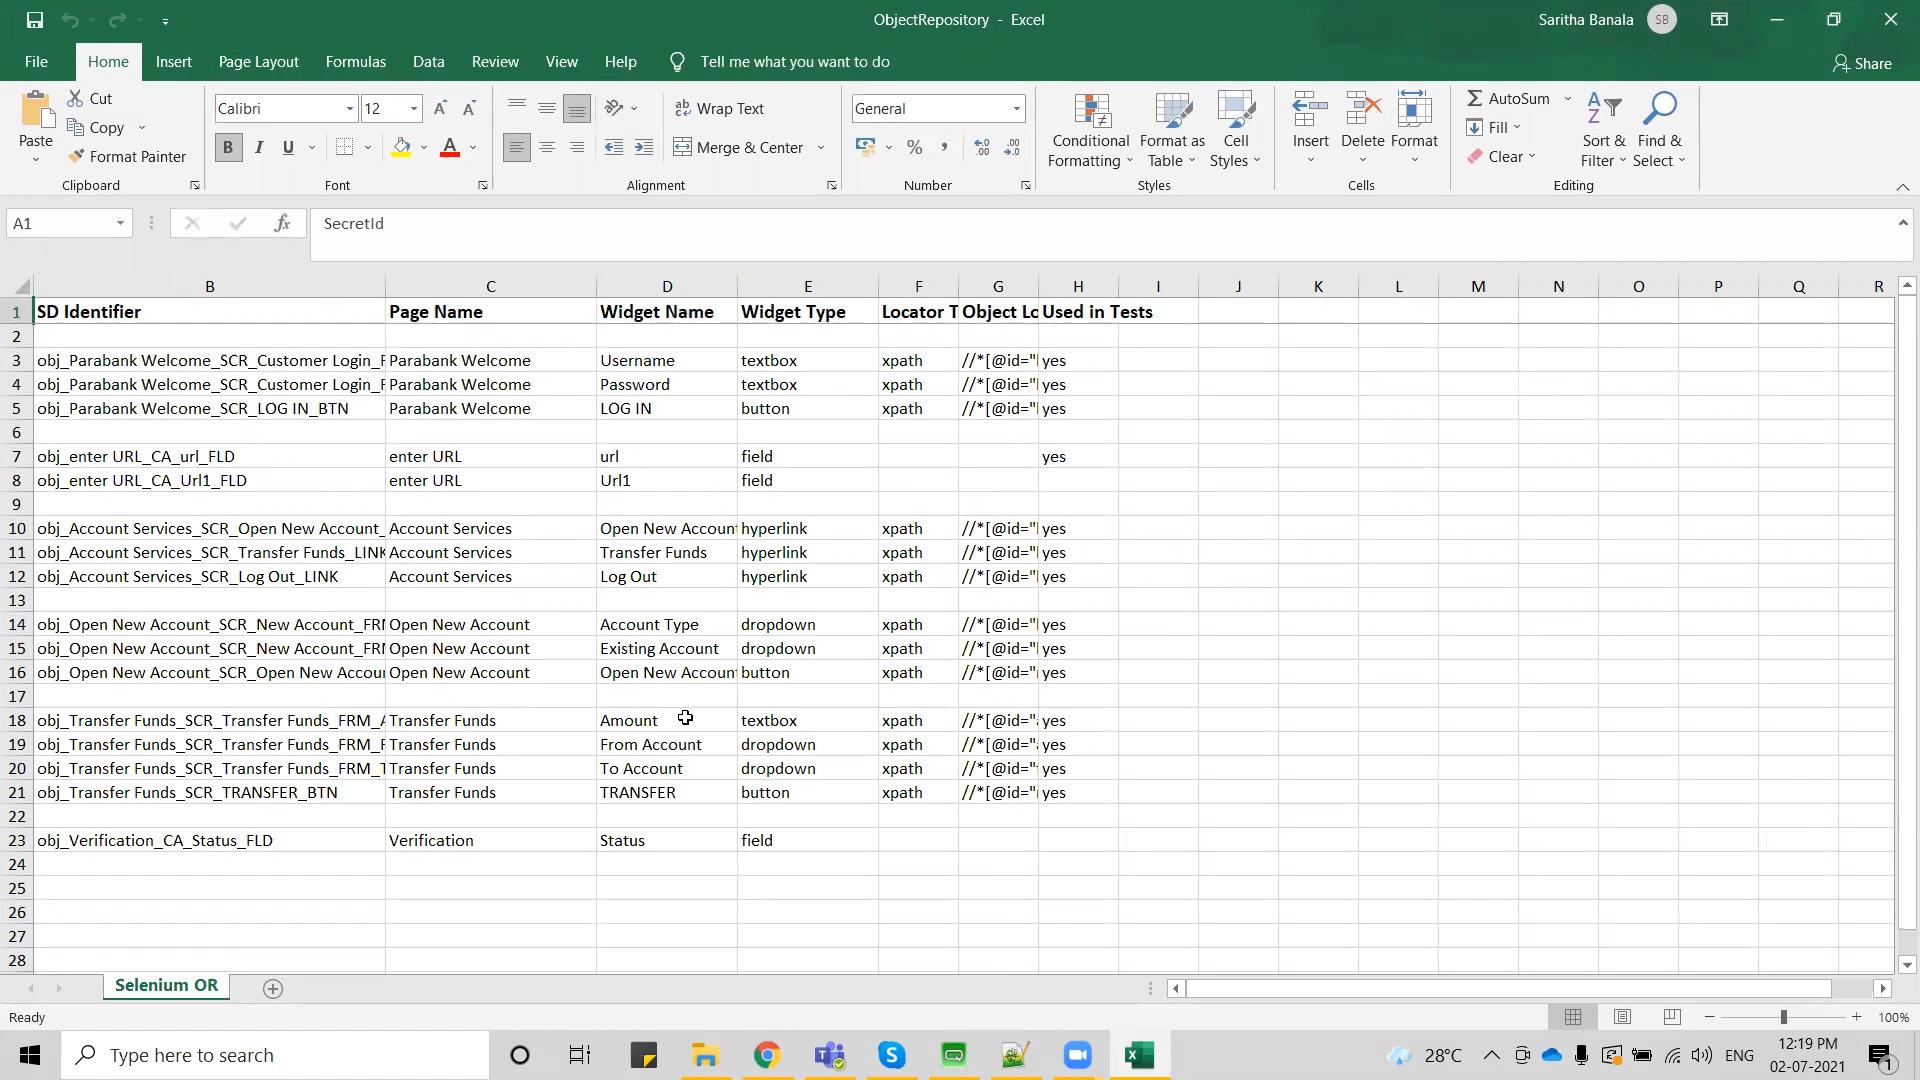 ObjectRepository - Excel
Saritha Banala
SB
File Home Insert Page Layout Formulas Data Review View Help Tell me what you want to do
Share
Paste
Cut
Copy
Format Painter
Clipboard
Calibri 12
B I U
Font
Wrap Text
Merge & Center
Alignment
General
% ,
Number
Conditional Formatting
Format as Table
Cell Styles
Styles
Insert Delete Format
Cells
AutoSum
Fill
Clear
Sort & Filter
Find & Select
Editing
A1
fx
SecretId
B C D E F G H I J K L M N O P Q R
1 SD Identifier Page Name Widget Name Widget Type Locator T Object Lo Used in Tests
2
3 obj_Parabank Welcome_SCR_Customer Login_F Parabank Welcome Username textbox xpath //*[@id=" yes
4 obj_Parabank Welcome_SCR_Customer Login_F Parabank Welcome Password textbox xpath //*[@id=" yes
5 obj_Parabank Welcome_SCR_LOG IN_BTN Parabank Welcome LOG IN button xpath //*[@id=" yes
6
7 obj_enter URL_CA_url_FLD enter URL url field yes
8 obj_enter URL_CA_Url1_FLD enter URL Url1 field
9
10 obj_Account Services_SCR_Open New Account_ Account Services Open New Account hyperlink xpath //*[@id=" yes
11 obj_Account Services_SCR_Transfer Funds_LINK Account Services Transfer Funds hyperlink xpath //*[@id=" yes
12 obj_Account Services_SCR_Log Out_LINK Account Services Log Out hyperlink xpath //*[@id=" yes
13
14 obj_Open New Account_SCR_New Account_FRM Open New Account Account Type dropdown xpath //*[@id=" yes
15 obj_Open New Account_SCR_New Account_FRM Open New Account Existing Account dropdown xpath //*[@id=" yes
16 obj_Open New Account_SCR_Open New Accou Open New Account Open New Account button xpath //*[@id=" yes
17
18 obj_Transfer Funds_SCR_Transfer Funds_FRM_A Transfer Funds Amount textbox xpath //*[@id=" yes
19 obj_Transfer Funds_SCR_Transfer Funds_FRM_F Transfer Funds From Account dropdown xpath //*[@id=" yes
20 obj_Transfer Funds_SCR_Transfer Funds_FRM_T Transfer Funds To Account dropdown xpath //*[@id=" yes
21 obj_Transfer Funds_SCR_TRANSFER_BTN Transfer Funds TRANSFER button xpath //*[@id=" yes
22
23 obj_Verification_CA_Status_FLD Verification Status field
24
25
26
27
28
Selenium OR
Ready
100%
Type here to search
28°C
ENG
12:19 PM
02-07-2021
1